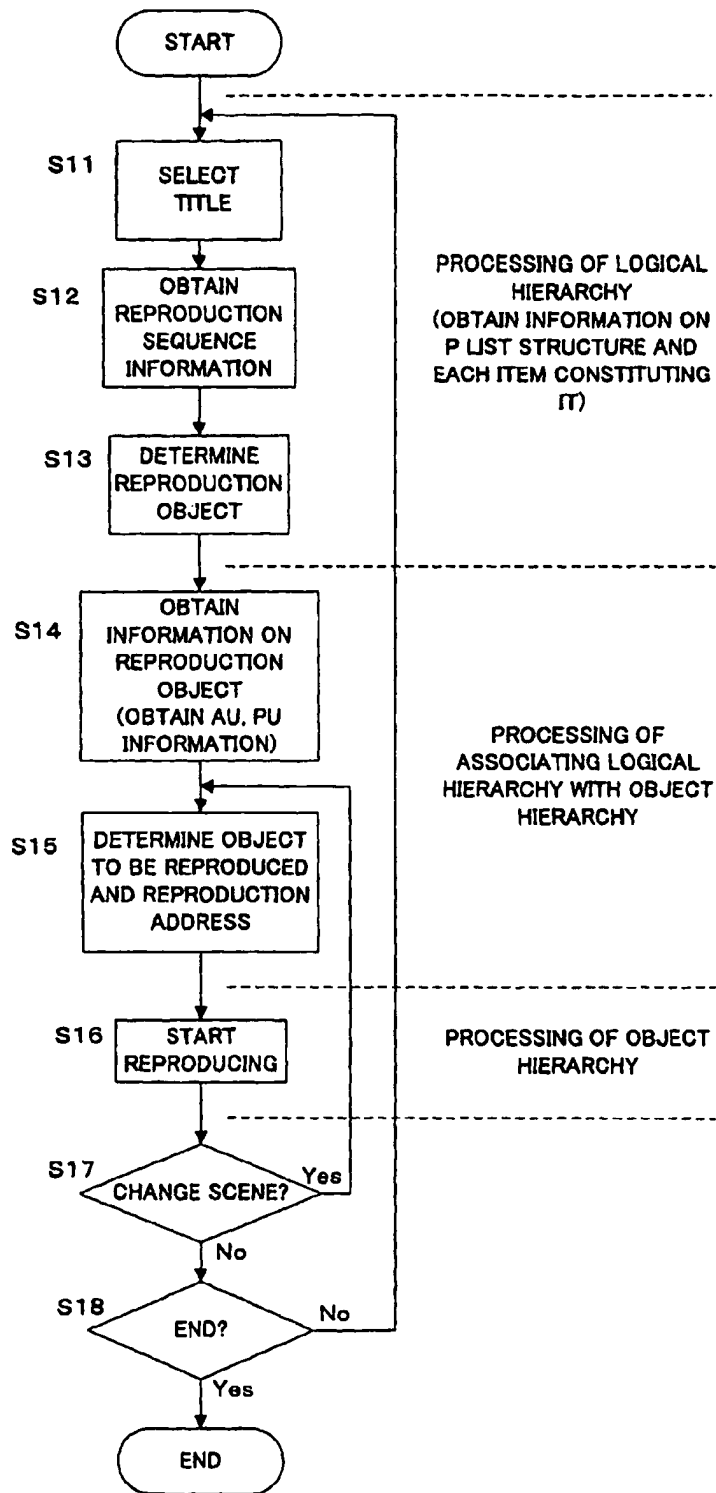 START
S11
SELECT
TITLE
S12
OBTAIN
REPRODUCTION
SEQUENCE
INFORMATION
PROCESSING OF LOGICAL
HIERARCHY
(OBTAIN INFORMATION ON
P LIST STRUCTURE AND
EACH ITEM CONSTITUTING
IT)
S13
DETERMINE
REPRODUCTION
OBJECT
S14
OBTAIN
INFORMATION ON
REPRODUCTION
OBJECT
(OBTAIN AU, PU
INFORMATION)
PROCESSING OF
ASSOCIATING LOGICAL
HIERARCHY WITH OBJECT
HIERARCHY
S15
DETERMINE OBJECT
TO BE REPRODUCED
AND REPRODUCTION
ADDRESS
S16
START
REPRODUCING
PROCESSING OF OBJECT
HIERARCHY
S17
CHANGE SCENE?
Yes
No
S18
END?
No
Yes
END